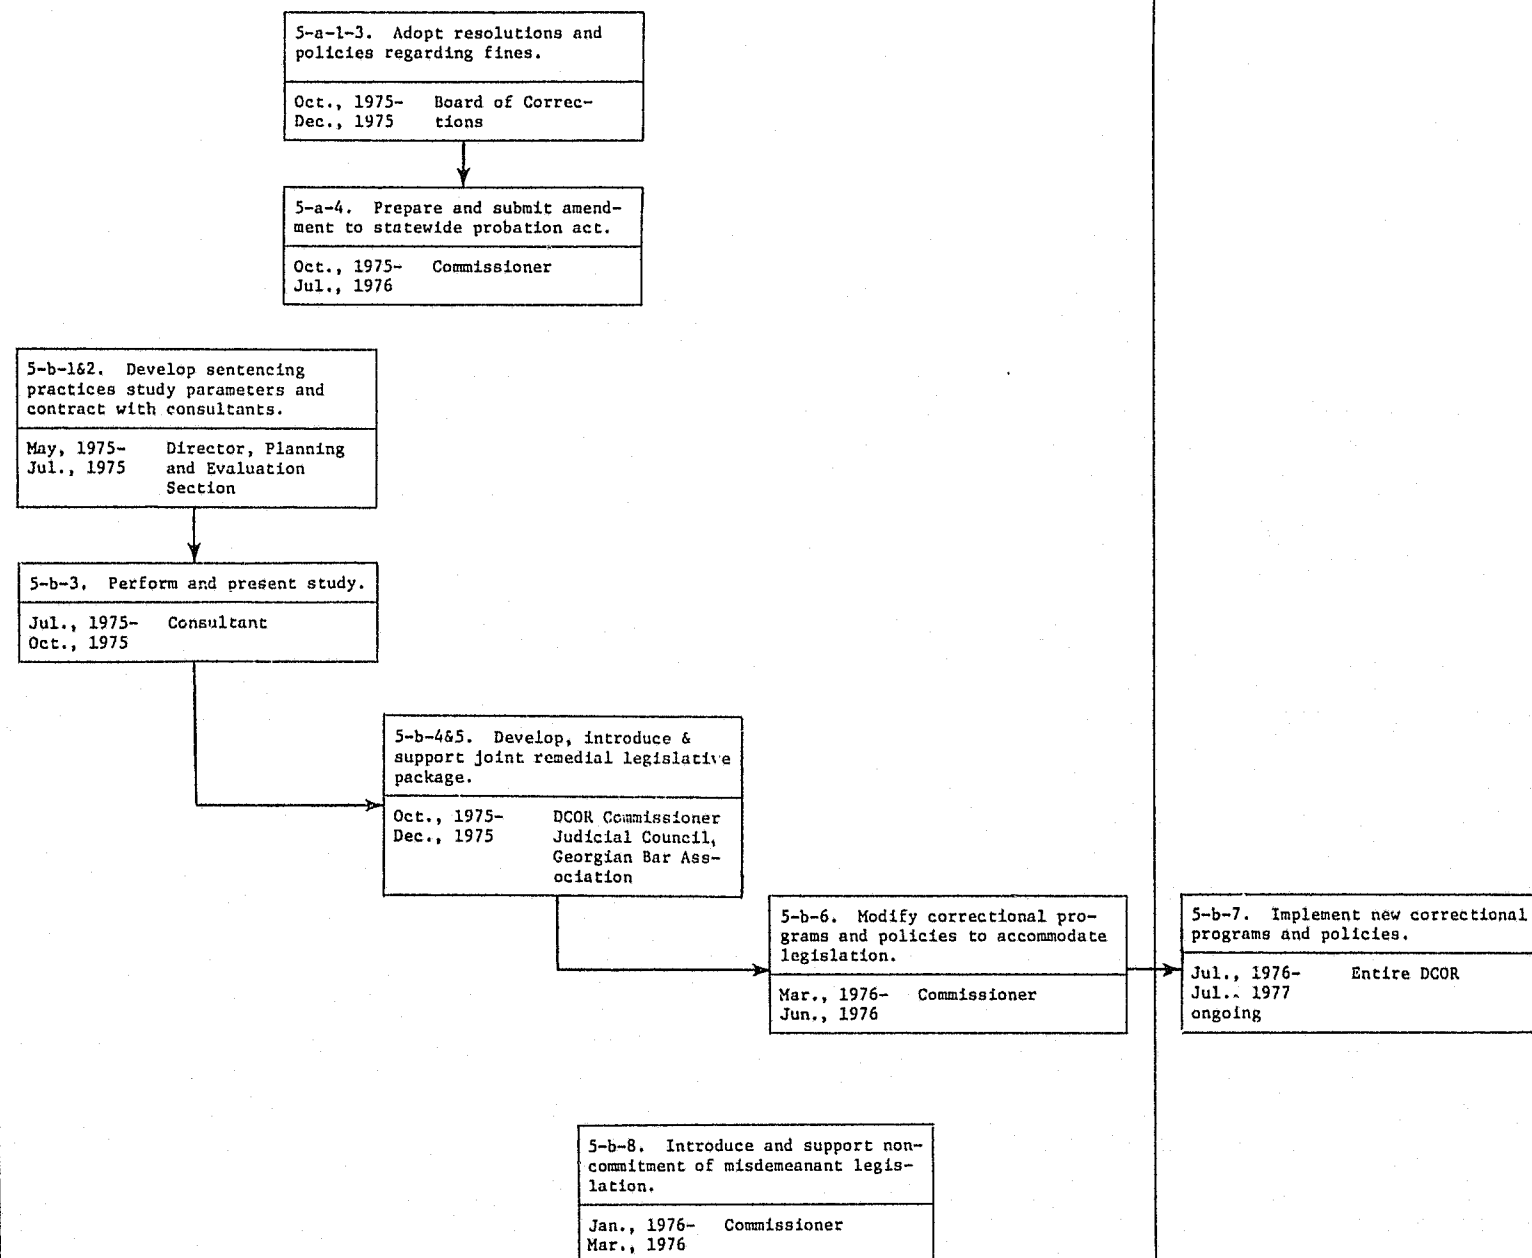 5-a-1-3. Adopt resolutions and
policies regarding fines.
Oct., 1975- Board of Correc-
Dec., 1975 tions
5-a-4. Prepare and submit amend-
ment to statewide probation act.
Oct., 1975- Commissioner
Jul., 1976
5-b-1&2. Develop sentencing
practices study parameters and
contract with consultants.
May, 1975- Director, Planning
Jul., 1975 and Evaluation
Section
5-b-3. Perform and present study.
Jul., 1975- Consultant
Oct., 1975
5-b-4&5. Develop, introduce &
support joint remedial legislative
package.
Oct., 1975- DCOR Commissioner
Dec., 1975 Judicial Council,
Georgian Bar Ass-
ociation
5-b-6. Modify correctional pro-
grams and policies to accommodate
legislation.
Mar., 1976- Commissioner
Jun., 1976
5-b-7. Implement new correctional
programs and policies.
Jul., 1976- Entire DCOR
Jul., 1977
ongoing
5-b-8. Introduce and support non-
commitment of misdemeanant legis-
lation.
Jan., 1976- Commissioner
Mar., 1976